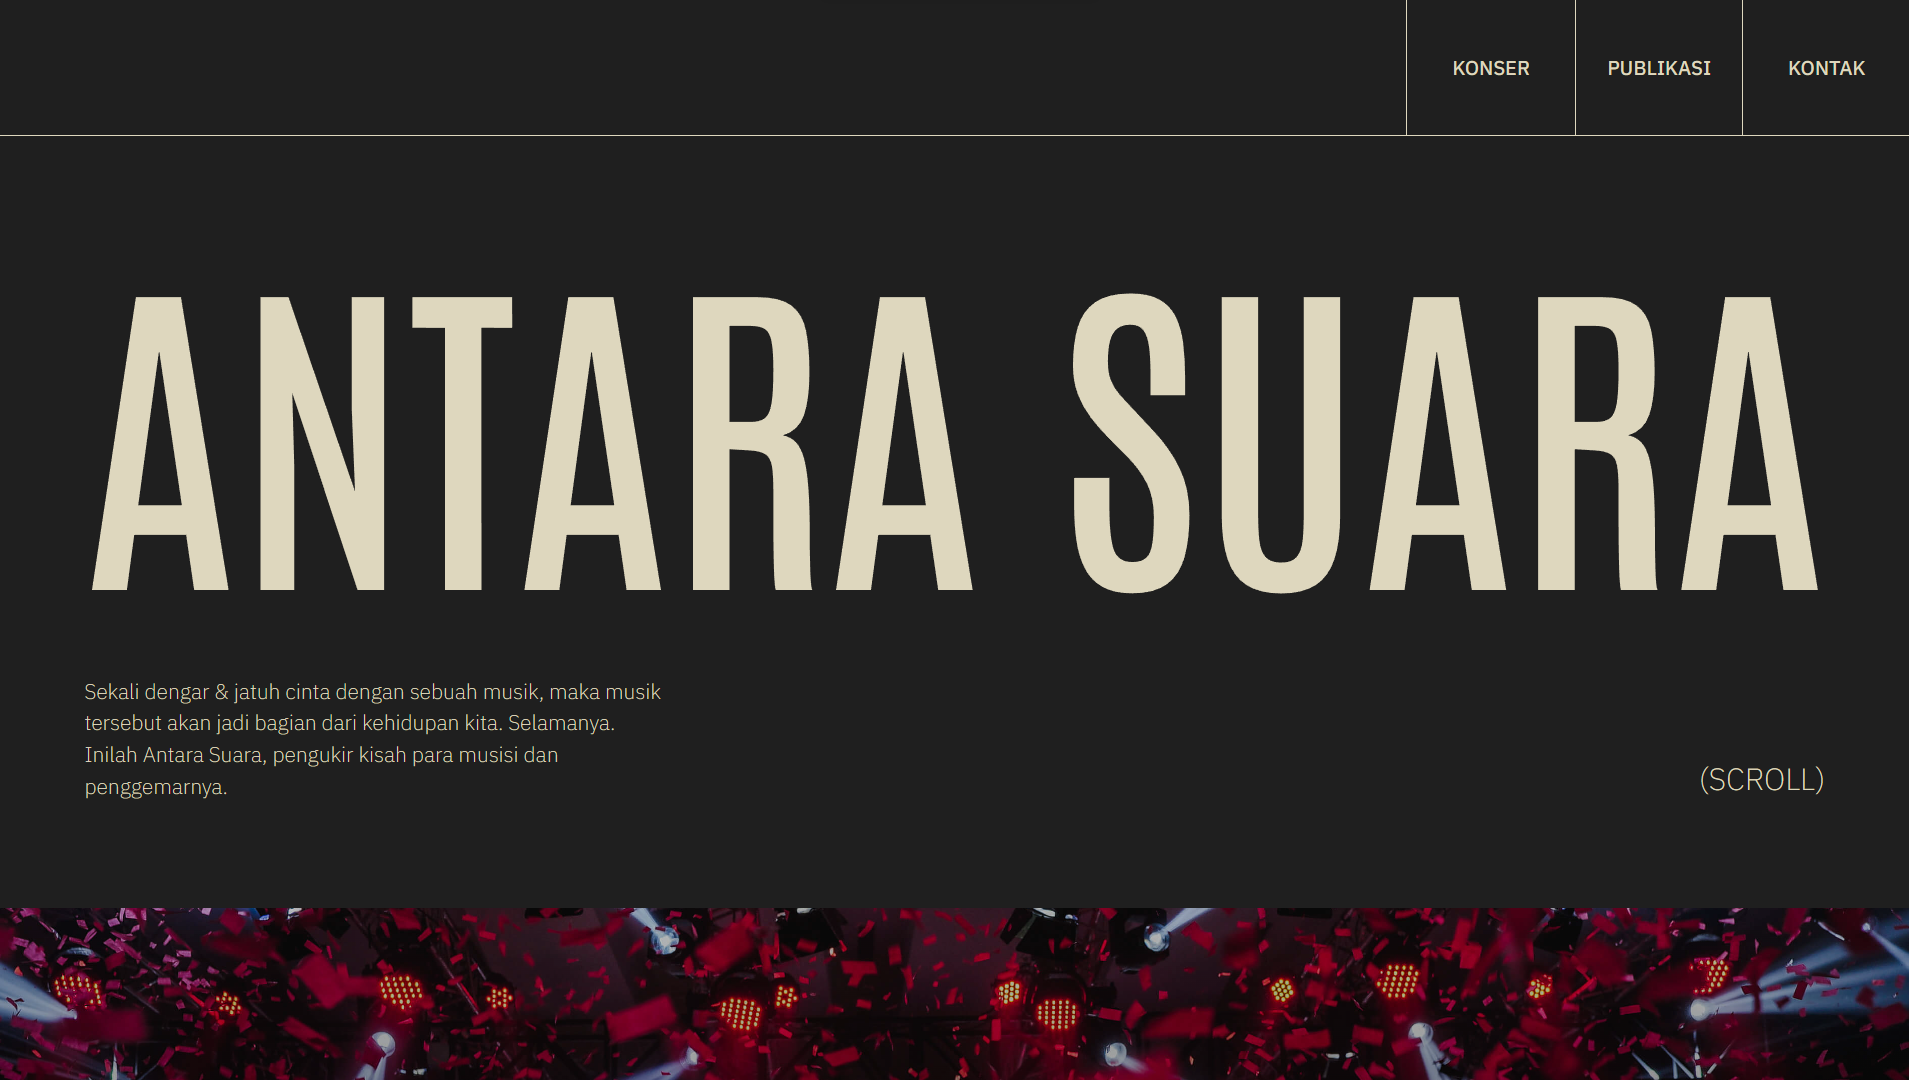 KONSER
PUBLIKASI
KONTAK
ANTARA SUARA
Sekali dengar & jatuh cinta dengan sebuah musik, maka musik
tersebut akan jadi bagian dari kehidupan kita. Selamanya.
Inilah Antara Suara, pengukir kisah para musisi dan
penggemarnya.
(SCROLL)